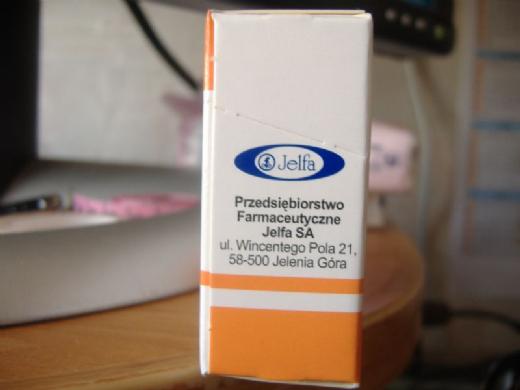 Jelfa
Przedsiębiorstwo
Farmaceutyczne
Jelfa SA
ul. Wincentego Pola 21,
58-500 Jelenia Góra